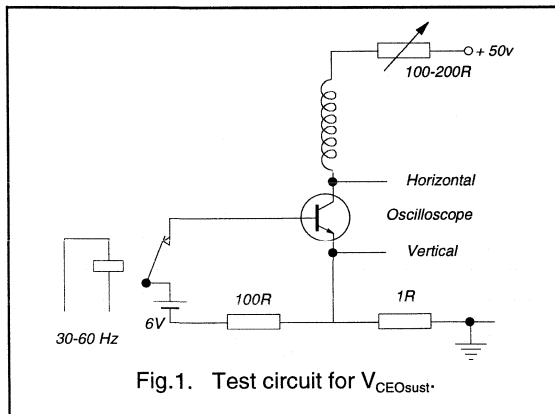 + 50v
100-200R
Horizontal
Oscilloscope
Vertical
100R
1R
6V
30-60 Hz
Fig.1. Test circuit for VCEOsust.